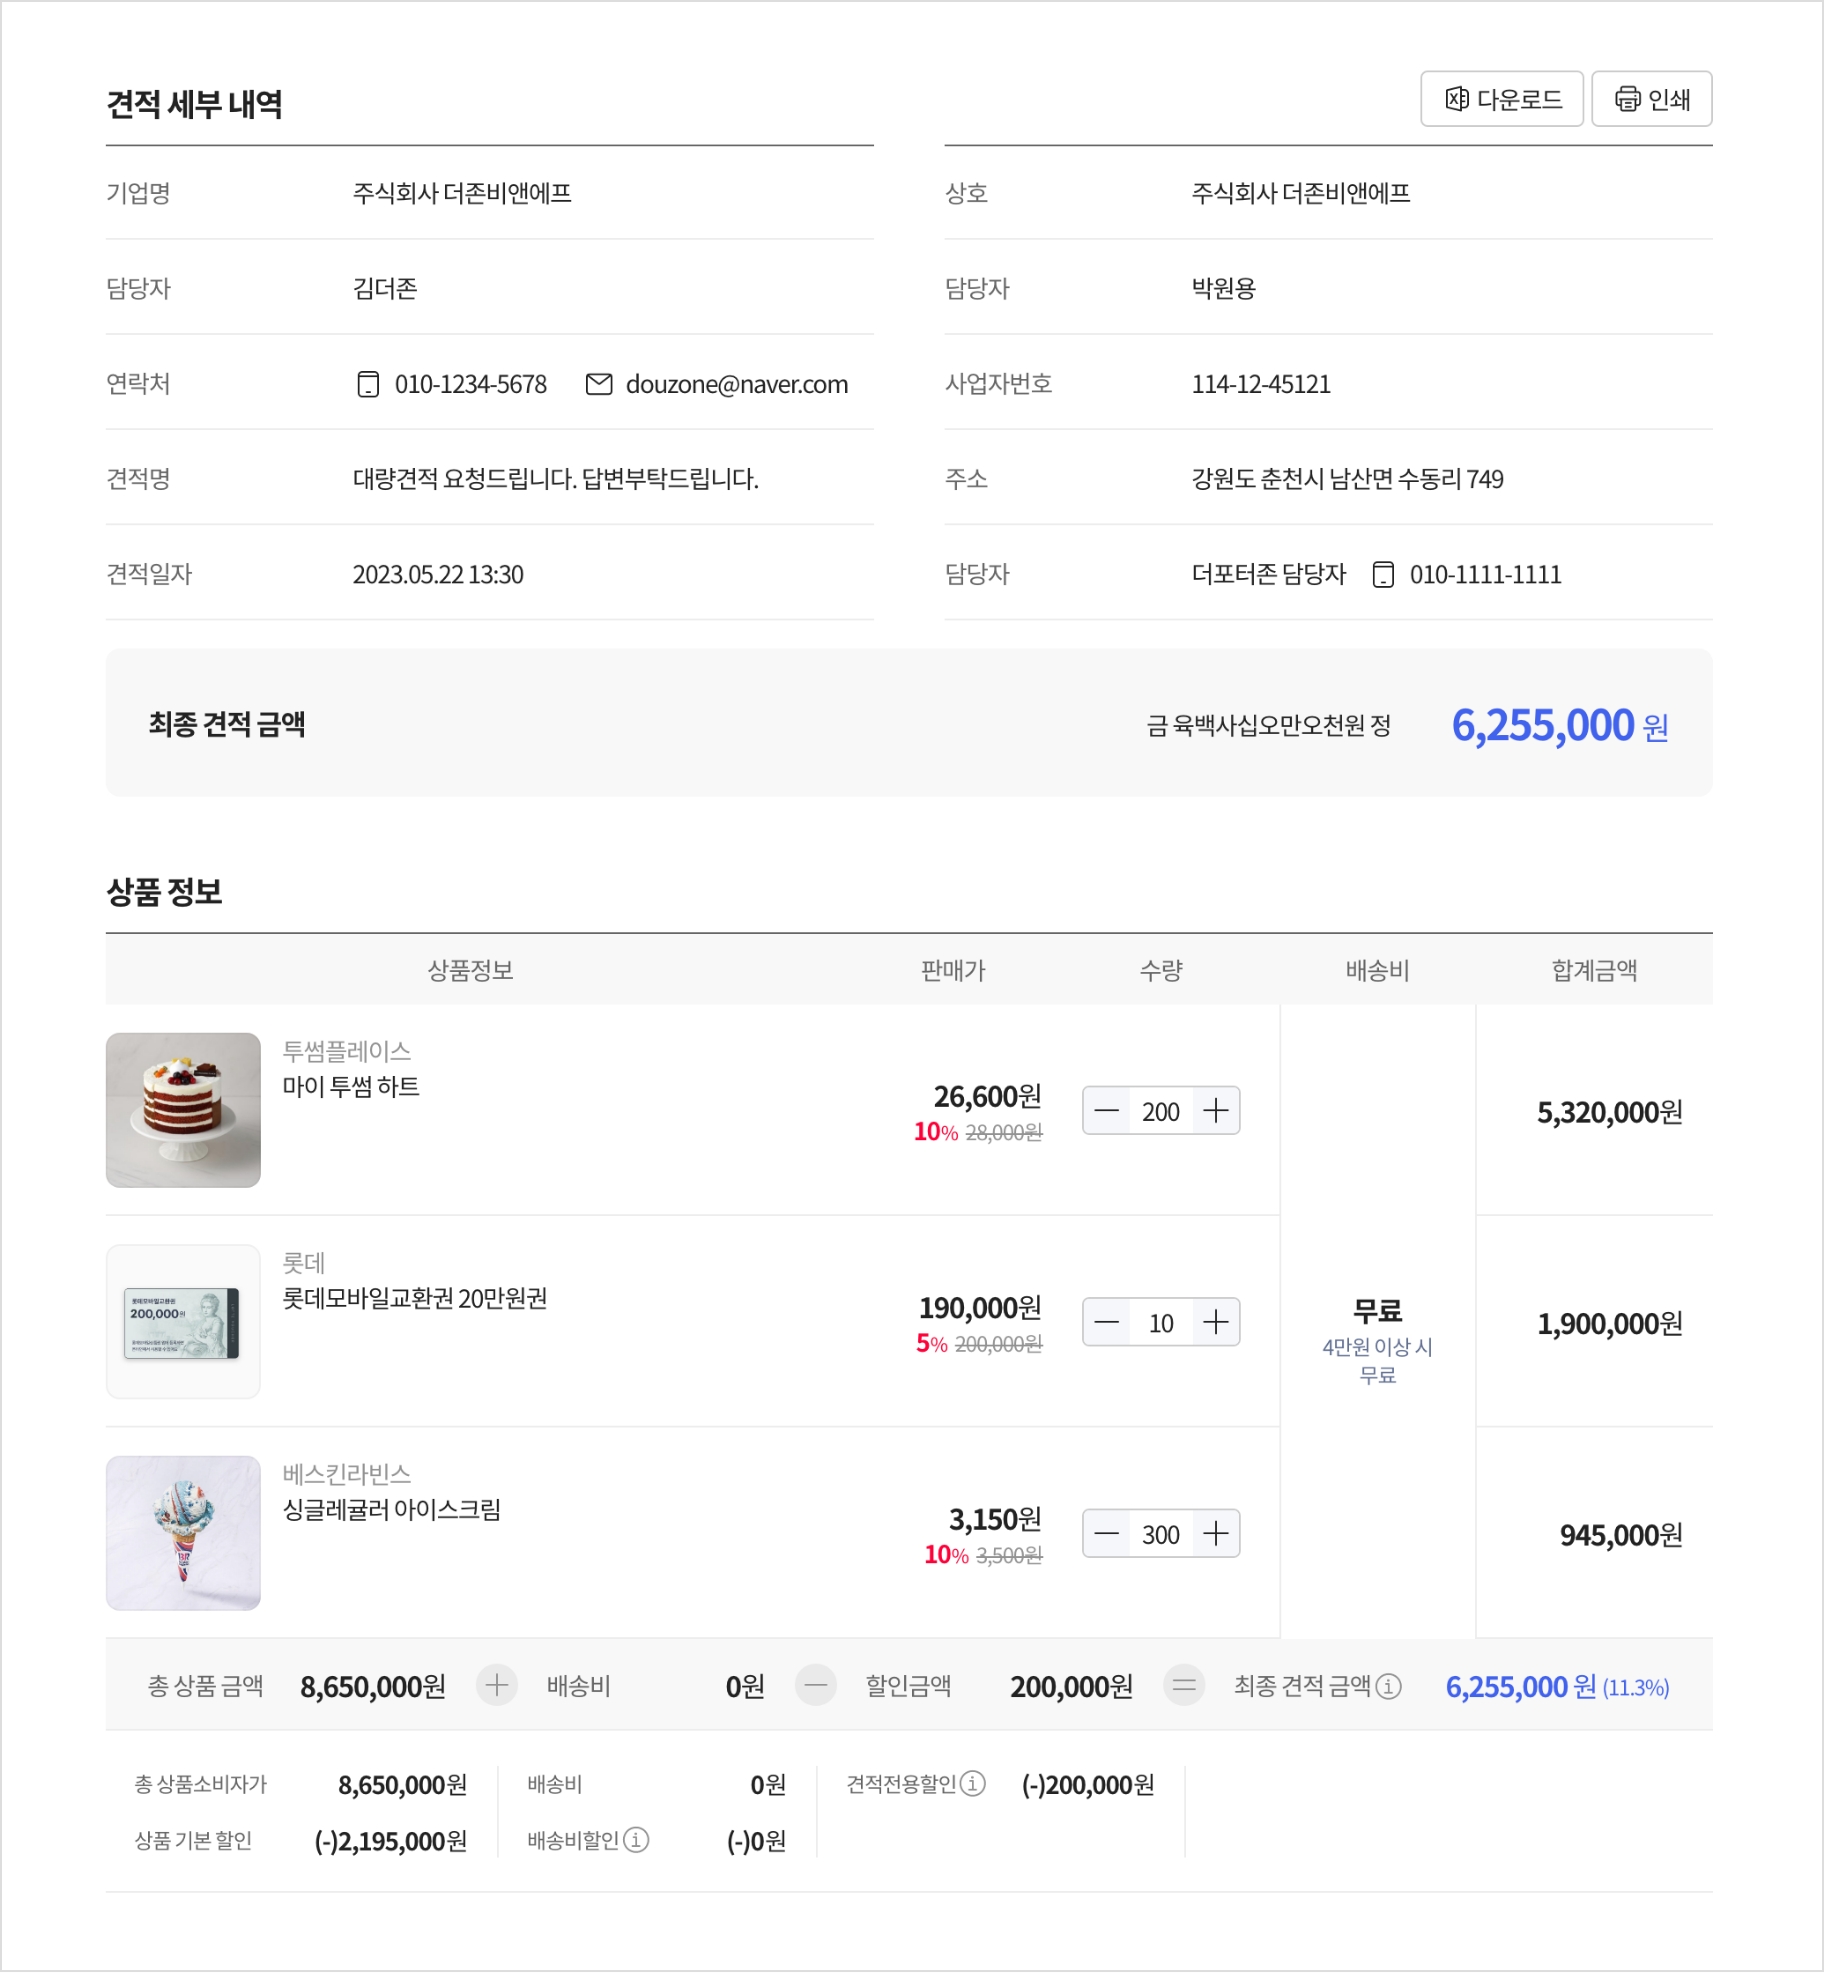 견적 세부 내역
다운로드
인쇄
기업명 주식회사 더존비앤에프
상호 주식회사 더존비앤에프
담당자 김더존
담당자 박원용
연락처 010-1234-5678 douzone@naver.com
사업자번호 114-12-45121
견적명 대량견적 요청드립니다. 답변부탁드립니다.
주소 강원도 춘천시 남산면 수동리 749
견적일자 2023.05.22 13:30
담당자 더포터존 담당자 010-1111-1111
최종 견적 금액 금 육백사십오만오천원 정 6,255,000 원
상품 정보
상품정보 판매가 수량 배송비 합계금액
투썸플레이스
마이 투썸 하트
26,600원
10% 28,000원
200
5,320,000원
롯데
롯데모바일교환권 20만원권
롯데모바일교환권
200,000원
190,000원
5% 200,000원
10
무료
4만원 이상 시
무료
1,900,000원
베스킨라빈스
싱글레귤러 아이스크림
BR
3,150원
10% 3,500원
300
945,000원
총 상품 금액 8,650,000원 + 배송비 0원 − 할인금액 200,000원 = 최종 견적 금액 6,255,000 원 (11.3%)
총 상품소비자가 8,650,000원 배송비 0원 견적전용할인 (-)200,000원
상품 기본 할인 (-)2,195,000원 배송비할인 (-)0원